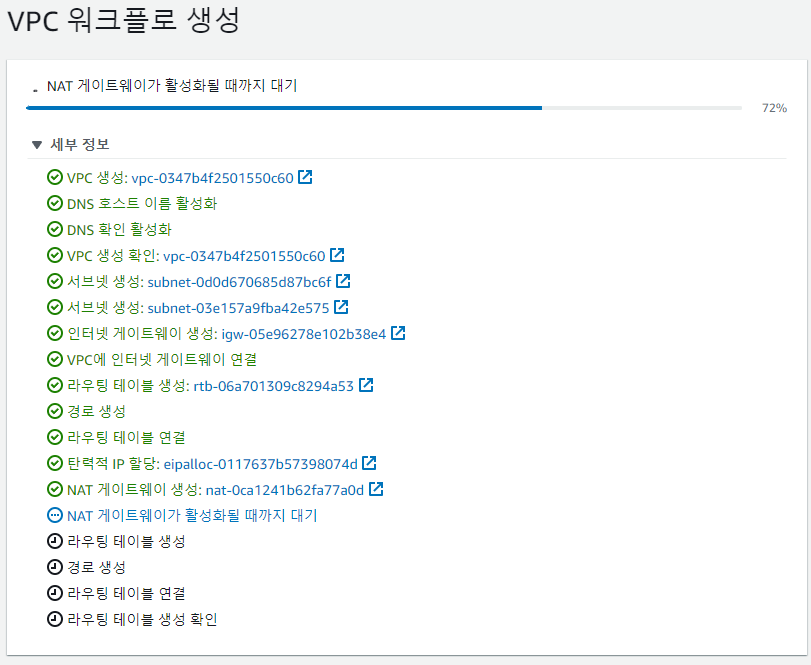 VPC 워크플로 생성
NAT 게이트웨이가 활성화될 때까지 대기
72%
세부 정보
VPC 생성: vpc-0347b4f2501550c60
DNS 호스트 이름 활성화
DNS 확인 활성화
VPC 생성 확인: vpc-0347b4f2501550c60
서브넷 생성: subnet-0d0d670685d87bc6f
서브넷 생성: subnet-03e157a9fba42e575
인터넷 게이트웨이 생성: igw-05e96278e102b38e4
VPC에 인터넷 게이트웨이 연결
라우팅 테이블 생성: rtb-06a701309c8294a53
경로 생성
라우팅 테이블 연결
탄력적 IP 할당: eipalloc-0117637b57398074d
NAT 게이트웨이 생성: nat-0ca1241b62fa77a0d
NAT 게이트웨이가 활성화될 때까지 대기
라우팅 테이블 생성
경로 생성
라우팅 테이블 연결
라우팅 테이블 생성 확인